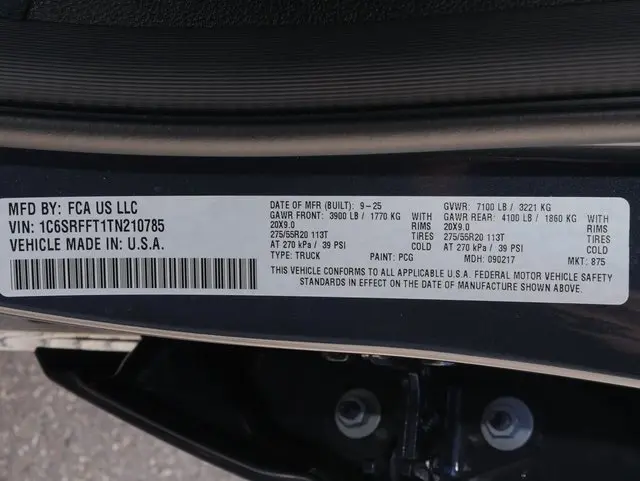 MFD BY: FCA US LLC
VIN: 1C6SRFFT1TN210785
VEHICLE MADE IN: U.S.A.
DATE OF MFR (BUILT): 9-25
GAWR FRONT: 3900 LB / 1770 KG WITH
20X9.0 RIMS
275/55R20 113T TIRES
AT 270 kPa / 39 PSI COLD
TYPE: TRUCK PAINT: PCG
GVWR: 7100 LB / 3221 KG
GAWR REAR: 4100 LB / 1860 KG WITH
20X9.0 RIMS
275/55R20 113T TIRES
AT 270 kPa / 39 PSI COLD
MDH: 090217 MKT: 875
THIS VEHICLE CONFORMS TO ALL APPLICABLE U.S.A. FEDERAL MOTOR VEHICLE SAFETY
STANDARDS IN EFFECT ON THE DATE OF MANUFACTURE SHOWN ABOVE.